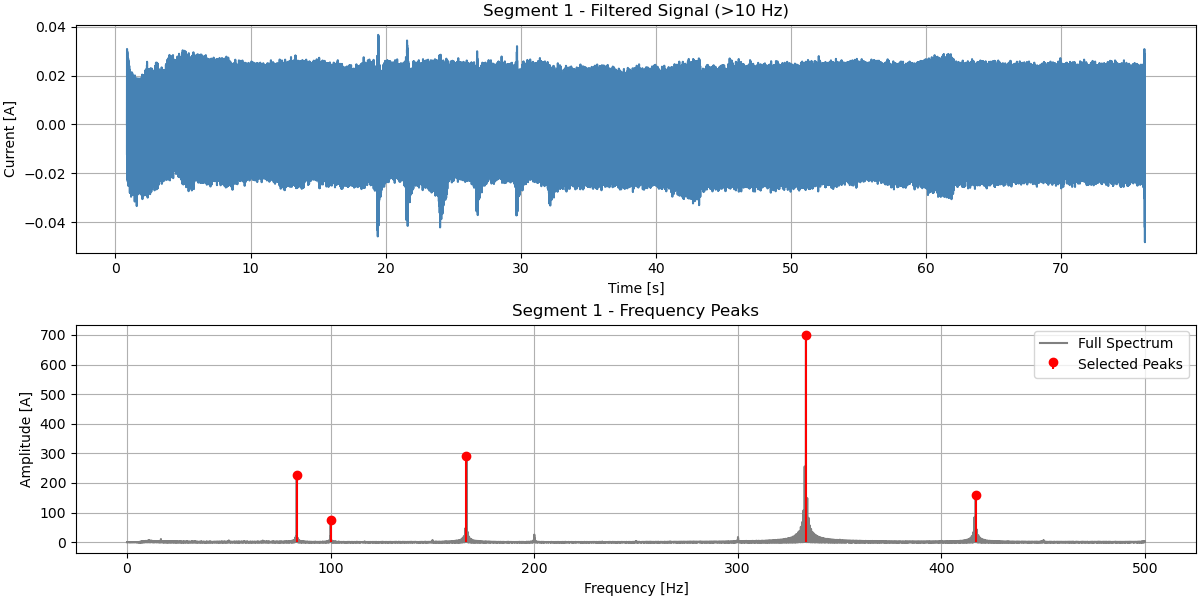 Segment 1 - Filtered Signal (>10 Hz)
0.04
0.02
0.00
−0.02
−0.04
Current [A]
0 10 20 30 40 50 60 70
Time [s]
Segment 1 - Frequency Peaks
700
600
500
400
300
200
100
0
Amplitude [A]
Full Spectrum
Selected Peaks
0 100 200 300 400 500
Frequency [Hz]